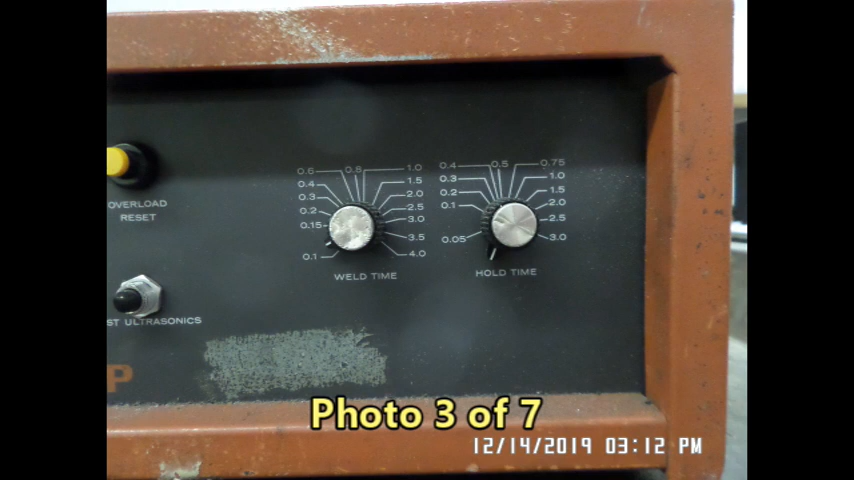 0.6 0.8 1.0
0.4 1.5
0.3 2.0
0.2 2.5
0.15 3.0
3.5
0.1 4.0
WELD TIME
0.4 0.5 0.75
0.3 1.0
0.2 1.5
0.1 2.0
2.5
0.05 3.0
HOLD TIME
OVERLOAD
RESET
ST ULTRASONICS
P
Photo 3 of 7
12/14/2019 03:12 PM